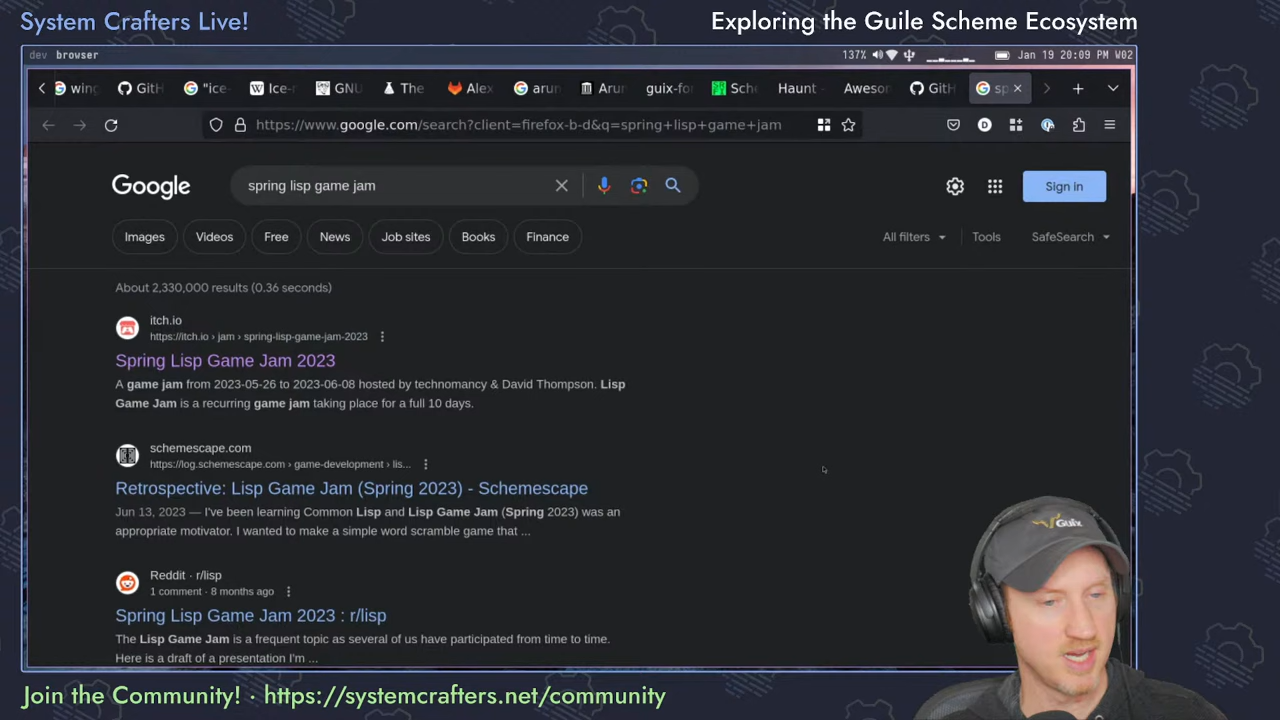 System Crafters Live!
Exploring the Guile Scheme Ecosystem
dev browser
137%
Jan 19 20:09 PM W02
wing
GitH
"ice-
Ice-r
GNU
The
Alex
arun
Arun
guix-for
Sche
Haunt -
Aweson
GitH
sp
https://www.google.com/search?client=firefox-b-d&q=spring+lisp+game+jam
D
Google
spring lisp game jam
Sign in
Images
Videos
Free
News
Job sites
Books
Finance
All filters
Tools
SafeSearch
About 2,330,000 results (0.36 seconds)
itch.io
https://itch.io › jam › spring-lisp-game-jam-2023
Spring Lisp Game Jam 2023
A game jam from 2023-05-26 to 2023-06-08 hosted by technomancy & David Thompson. Lisp
Game Jam is a recurring game jam taking place for a full 10 days.
schemescape.com
https://log.schemescape.com › game-development › lis...
Retrospective: Lisp Game Jam (Spring 2023) - Schemescape
Jun 13, 2023 — I've been learning Common Lisp and Lisp Game Jam (Spring 2023) was an
appropriate motivator. I wanted to make a simple word scramble game that ...
Reddit · r/lisp
1 comment · 8 months ago
Spring Lisp Game Jam 2023 : r/lisp
The Lisp Game Jam is a frequent topic as several of us have participated from time to time.
Here is a draft of a presentation I'm ...
Guix
Join the Community! · https://systemcrafters.net/community